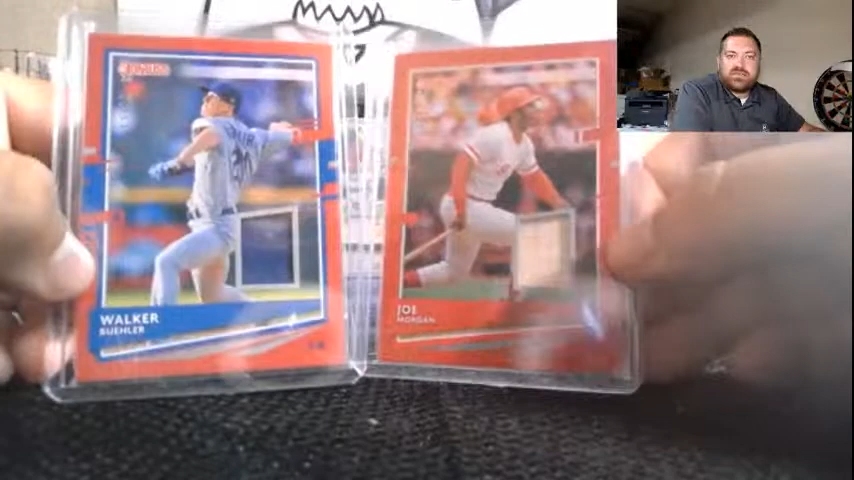 DONRUSS
WALKER
BUEHLER
JOE
MORGAN